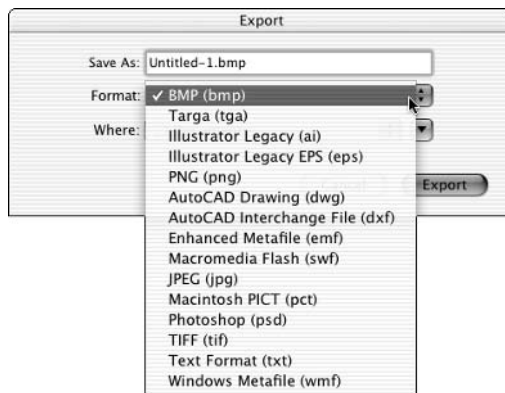 Export
Save As: Untitled-1.bmp
Format: ✓ BMP (bmp)
Targa (tga)
Where: Illustrator Legacy (ai)
Illustrator Legacy EPS (eps)
PNG (png)
Export
AutoCAD Drawing (dwg)
AutoCAD Interchange File (dxf)
Enhanced Metafile (emf)
Macromedia Flash (swf)
JPEG (jpg)
Macintosh PICT (pct)
Photoshop (psd)
TIFF (tif)
Text Format (txt)
Windows Metafile (wmf)